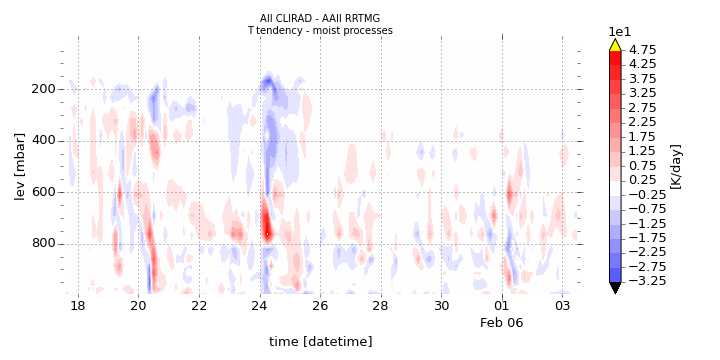 All CLIRAD - AAll RRTMG
T tendency - moist processes
1e1
4.75
4.25
3.75
3.25
2.75
2.25
1.75
1.25
0.75
0.25
−0.25
−0.75
−1.25
−1.75
−2.25
−2.75
−3.25
[K/day]
lev [mbar]
200
400
600
800
18 20 22 24 26 28 30 01 03
Feb 06
time [datetime]